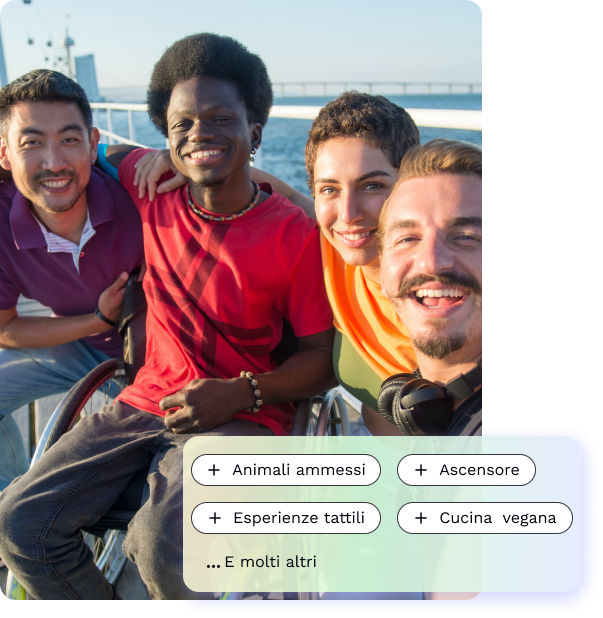 + Animali ammessi + Ascensore
+ Esperienze tattili + Cucina vegana
... E molti altri